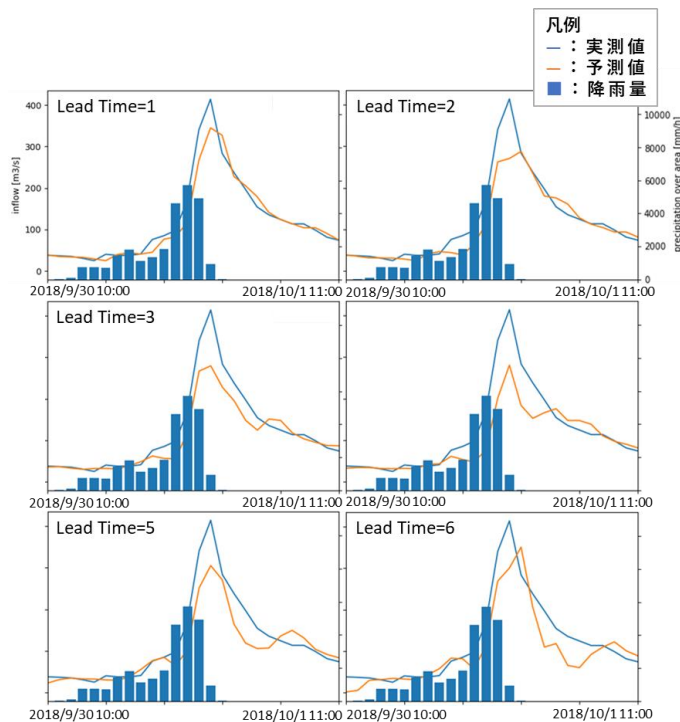 凡例
― : 実測値
― : 予測値
■ : 降雨量
Lead Time=1
Lead Time=2
400
300
200
100
0
inflow [m3/s]
10000
8000
6000
4000
2000
0
precipitation over area [mm/h]
2018/9/30 10:00
2018/10/1 11:00
2018/9/30 10:00
2018/10/1 11:00
Lead Time=3
2018/9/30 10:00
2018/10/1 11:00
2018/9/30 10:00
2018/10/1 11:00
Lead Time=5
Lead Time=6
2018/9/30 10:00
2018/10/1 11:00
2018/9/30 10:00
2018/10/1 11:00